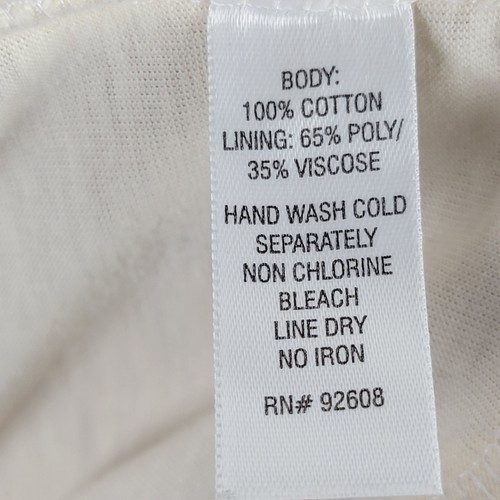 BODY:
100% COTTON
LINING: 65% POLY/
35% VISCOSE
HAND WASH COLD
SEPARATELY
NON CHLORINE
BLEACH
LINE DRY
NO IRON
RN# 92608